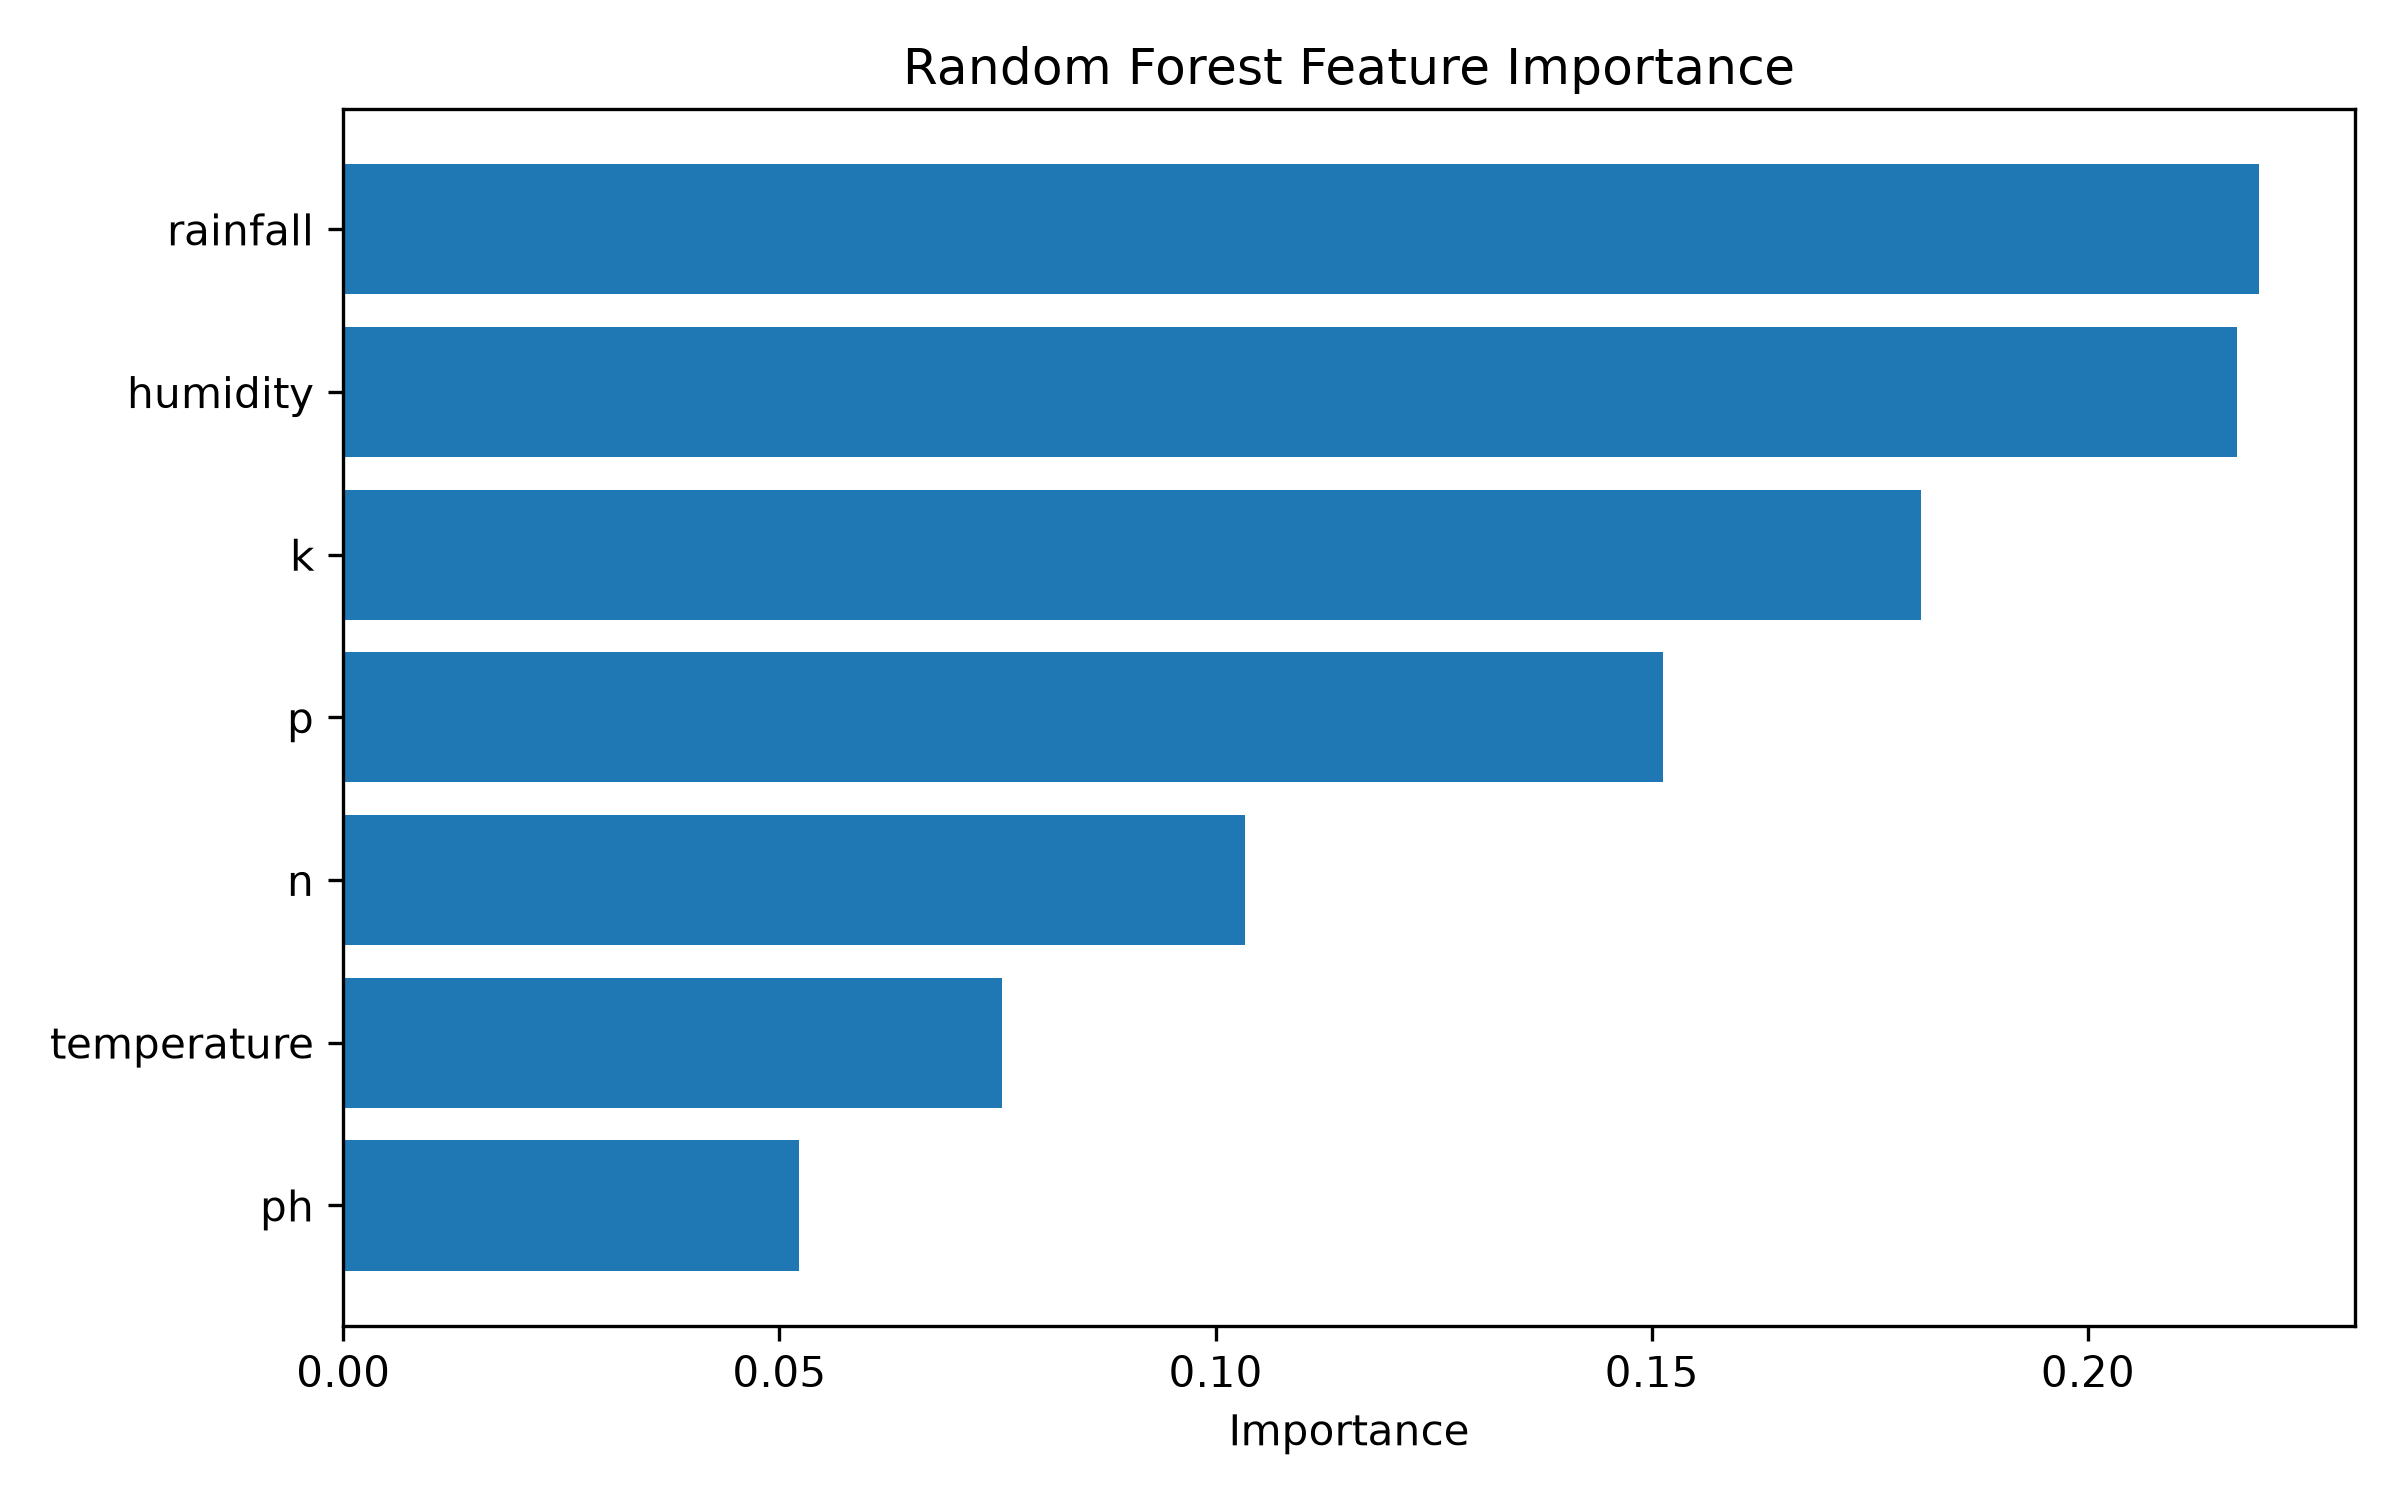 Random Forest Feature Importance
rainfall
humidity
k
p
n
temperature
ph
0.00 0.05 0.10 0.15 0.20
Importance